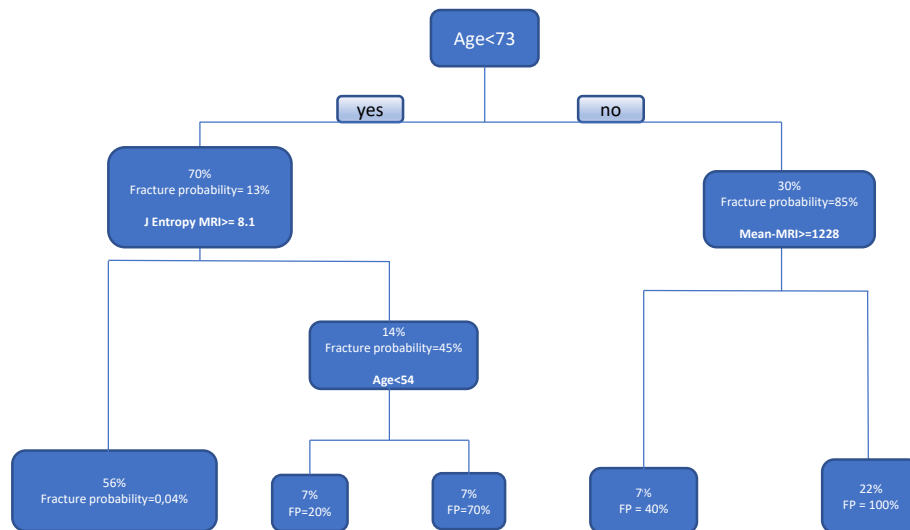 Age<73
yes
no
70%
Fracture probability= 13%
J Entropy MRI>= 8.1
30%
Fracture probability=85%
Mean-MRI>=1228
14%
Fracture probability=45%
Age<54
56%
Fracture probability=0,04%
7%
FP=20%
7%
FP=70%
7%
FP = 40%
22%
FP = 100%